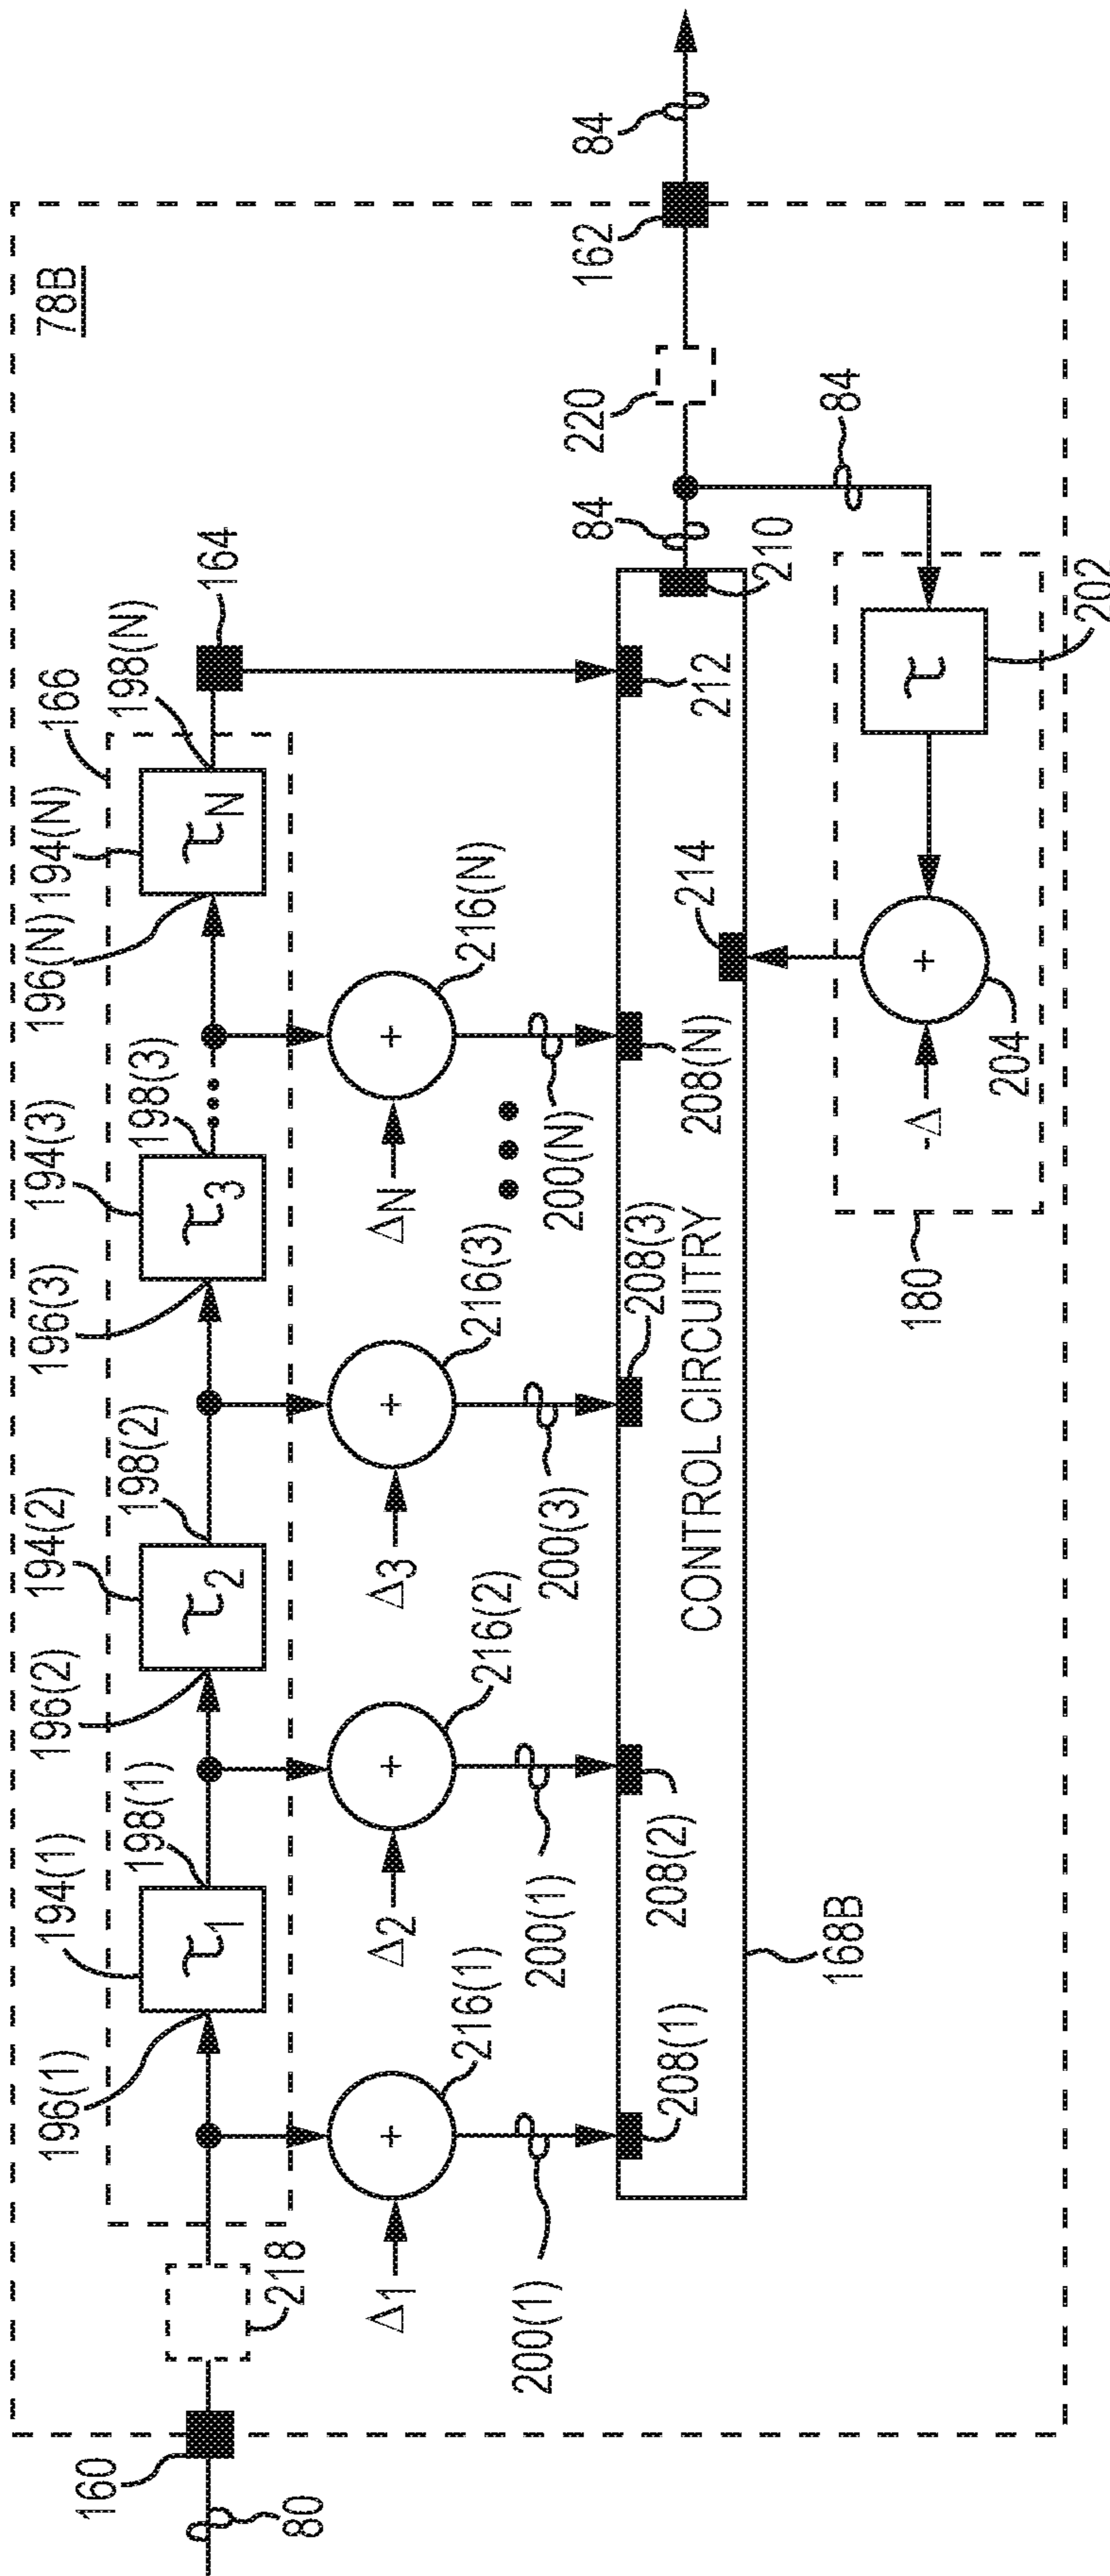 78B
166
194(1)
194(2)
194(3)
194(N)
164
196(1)
198(1)
196(2)
198(2)
196(3)
198(3)
196(N)
198(N)
τ1
τ2
τ3
τN
160
80
218
Δ1
+
216(1)
Δ2
+
216(2)
Δ3
+
216(3)
ΔN
+
216(N)
200(1)
200(1)
200(3)
200(N)
208(1)
208(2)
208(3)
208(N)
212
210
CONTROL CIRCUITRY
214
168B
84
220
162
84
84
180
-Δ
+
204
τ
202